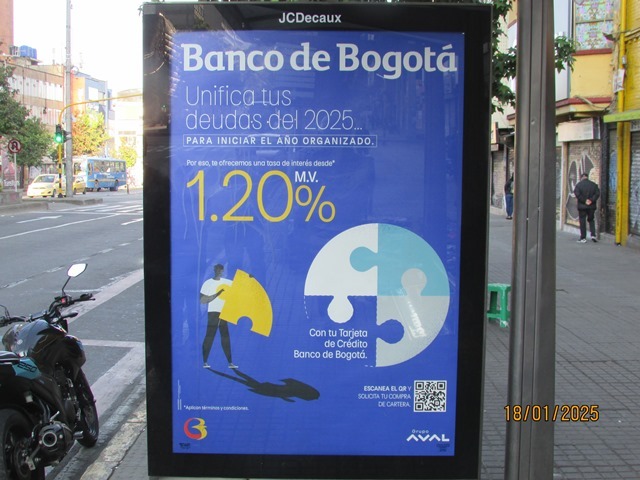 JCDecaux
Banco de Bogotá
Unifica tus
deudas del 2025...
PARA INICIAR EL AÑO ORGANIZADO.
Por eso, te ofrecemos una tasa de interés desde*
1.20% M.V.
Con tu Tarjeta
de Crédito
Banco de Bogotá.
ESCANEA EL QR Y
SOLICITA TU COMPRA
DE CARTERA.
*Aplican términos y condiciones.
Grupo
AVAL
18/01/2025